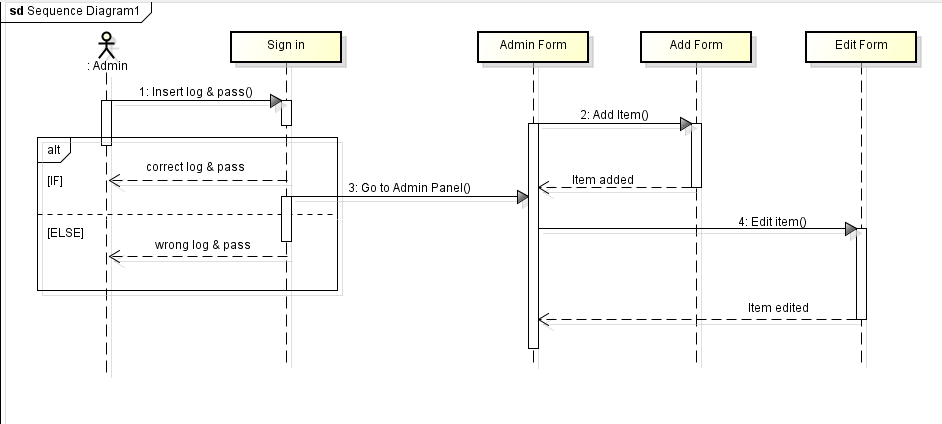 sd Sequence Diagram1
: Admin
Sign in
Admin Form
Add Form
Edit Form
1: Insert log & pass()
2: Add Item()
alt
correct log & pass
[IF]
Item added
3: Go to Admin Panel()
4: Edit item()
[ELSE]
wrong log & pass
Item edited